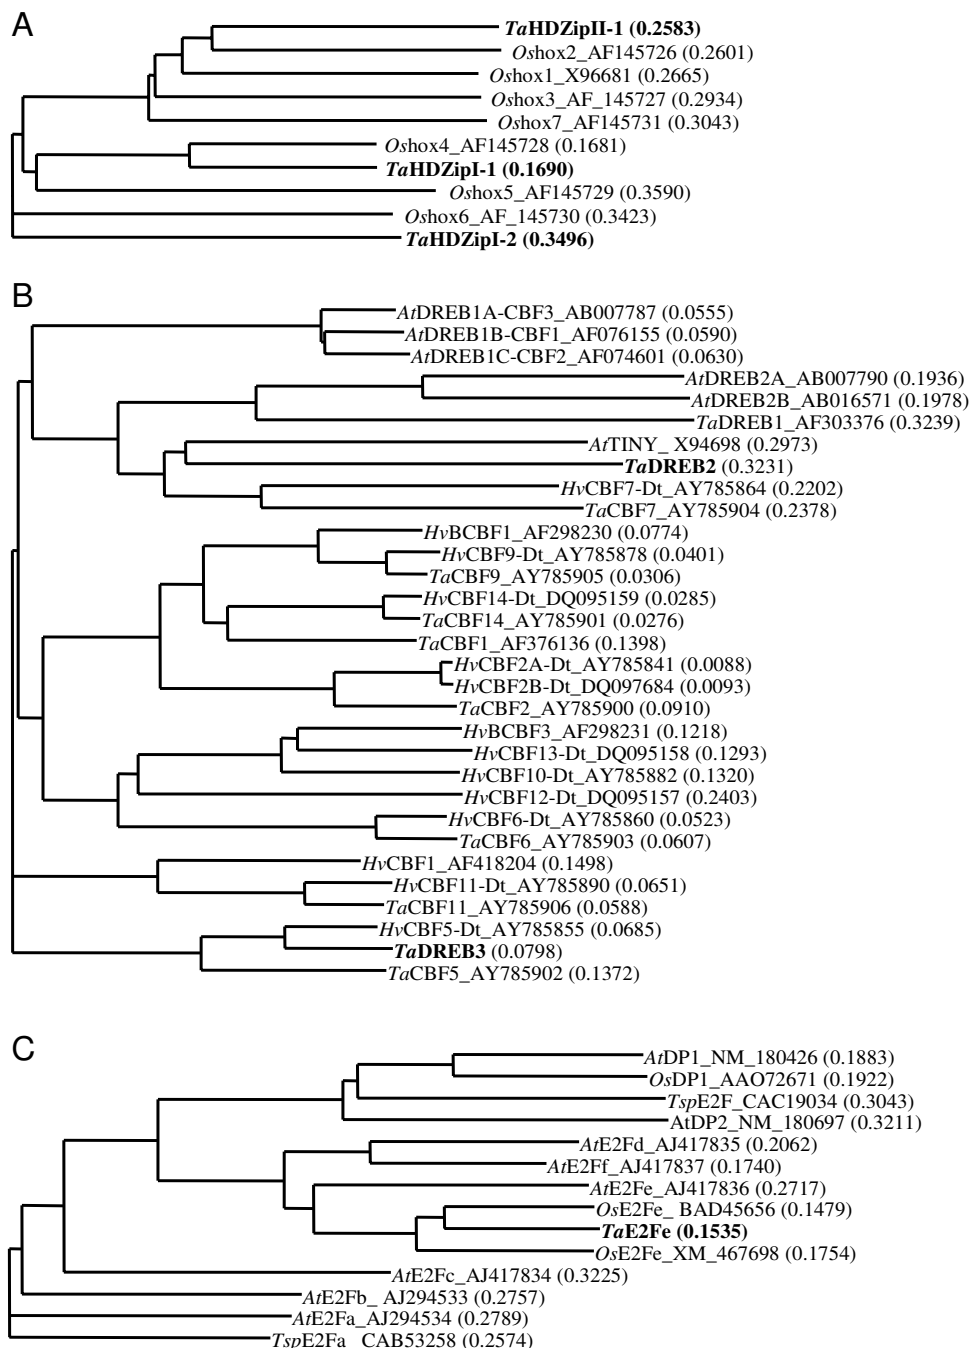 A
TaHDZipII-1 (0.2583)
Oshox2_AF145726 (0.2601)
Oshox1_X96681 (0.2665)
Oshox3_AF_145727 (0.2934)
Oshox7_AF145731 (0.3043)
Oshox4_AF145728 (0.1681)
TaHDZipI-1 (0.1690)
Oshox5_AF145729 (0.3590)
Oshox6_AF_145730 (0.3423)
TaHDZipI-2 (0.3496)
B
AtDREB1A-CBF3_AB007787 (0.0555)
AtDREB1B-CBF1_AF076155 (0.0590)
AtDREB1C-CBF2_AF074601 (0.0630)
AtDREB2A_AB007790 (0.1936)
AtDREB2B_AB016571 (0.1978)
TaDREB1_AF303376 (0.3239)
AtTINY_ X94698 (0.2973)
TaDREB2 (0.3231)
HvCBF7-Dt_AY785864 (0.2202)
TaCBF7_AY785904 (0.2378)
HvBCBF1_AF298230 (0.0774)
HvCBF9-Dt_AY785878 (0.0401)
TaCBF9_AY785905 (0.0306)
HvCBF14-Dt_DQ095159 (0.0285)
TaCBF14_AY785901 (0.0276)
TaCBF1_AF376136 (0.1398)
HvCBF2A-Dt_AY785841 (0.0088)
HvCBF2B-Dt_DQ097684 (0.0093)
TaCBF2_AY785900 (0.0910)
HvBCBF3_AF298231 (0.1218)
HvCBF13-Dt_DQ095158 (0.1293)
HvCBF10-Dt_AY785882 (0.1320)
HvCBF12-Dt_DQ095157 (0.2403)
HvCBF6-Dt_AY785860 (0.0523)
TaCBF6_AY785903 (0.0607)
HvCBF1_AF418204 (0.1498)
HvCBF11-Dt_AY785890 (0.0651)
TaCBF11_AY785906 (0.0588)
HvCBF5-Dt_AY785855 (0.0685)
TaDREB3 (0.0798)
TaCBF5_AY785902 (0.1372)
C
AtDP1_NM_180426 (0.1883)
OsDP1_AAO72671 (0.1922)
TspE2F_CAC19034 (0.3043)
AtDP2_NM_180697 (0.3211)
AtE2Fd_AJ417835 (0.2062)
AtE2Ff_AJ417837 (0.1740)
AtE2Fe_AJ417836 (0.2717)
OsE2Fe_ BAD45656 (0.1479)
TaE2Fe (0.1535)
OsE2Fe_XM_467698 (0.1754)
AtE2Fc_AJ417834 (0.3225)
AtE2Fb_ AJ294533 (0.2757)
AtE2Fa_AJ294534 (0.2789)
TspE2Fa CAB53258 (0.2574)